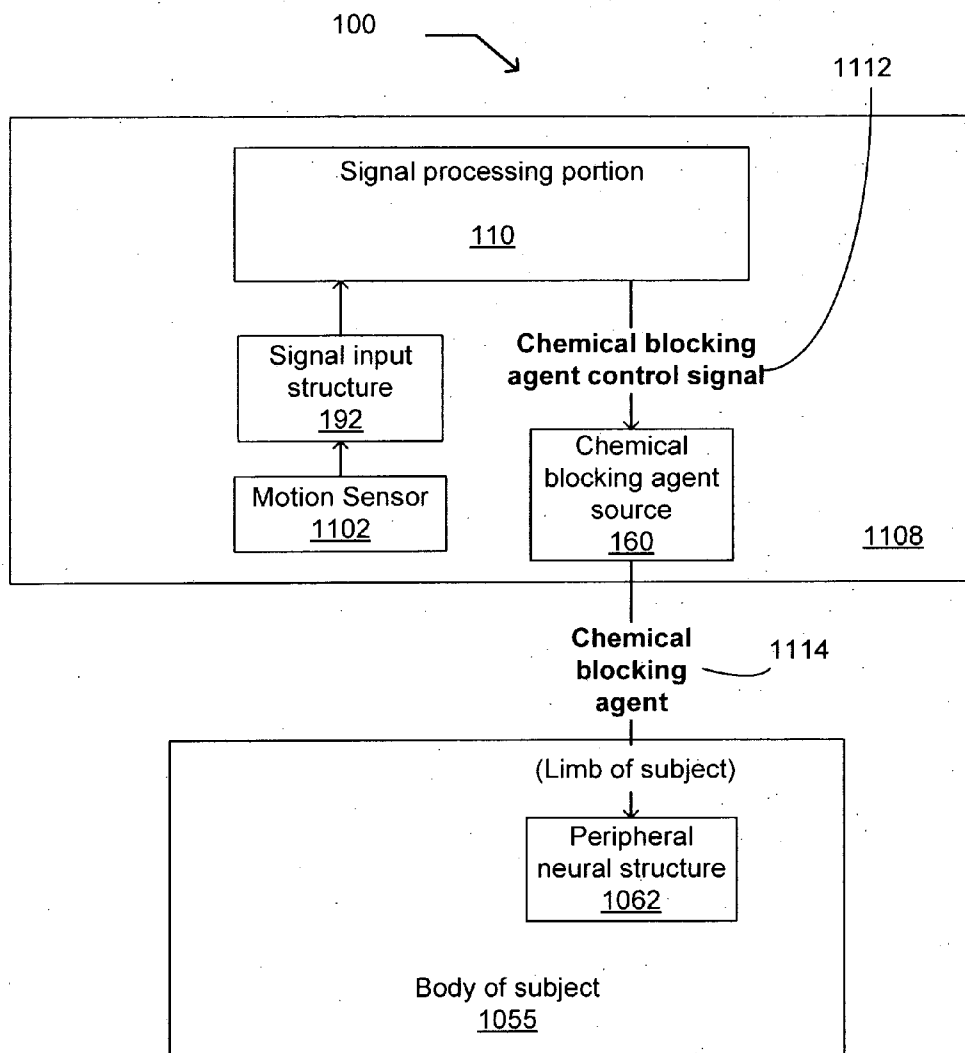 100
1112
Signal processing portion
110
Signal input
structure
192
Chemical blocking
agent control signal
Motion Sensor
1102
Chemical
blocking agent
source
160
1108
Chemical
blocking
agent
1114
(Limb of subject)
Peripheral
neural structure
1062
Body of subject
1055